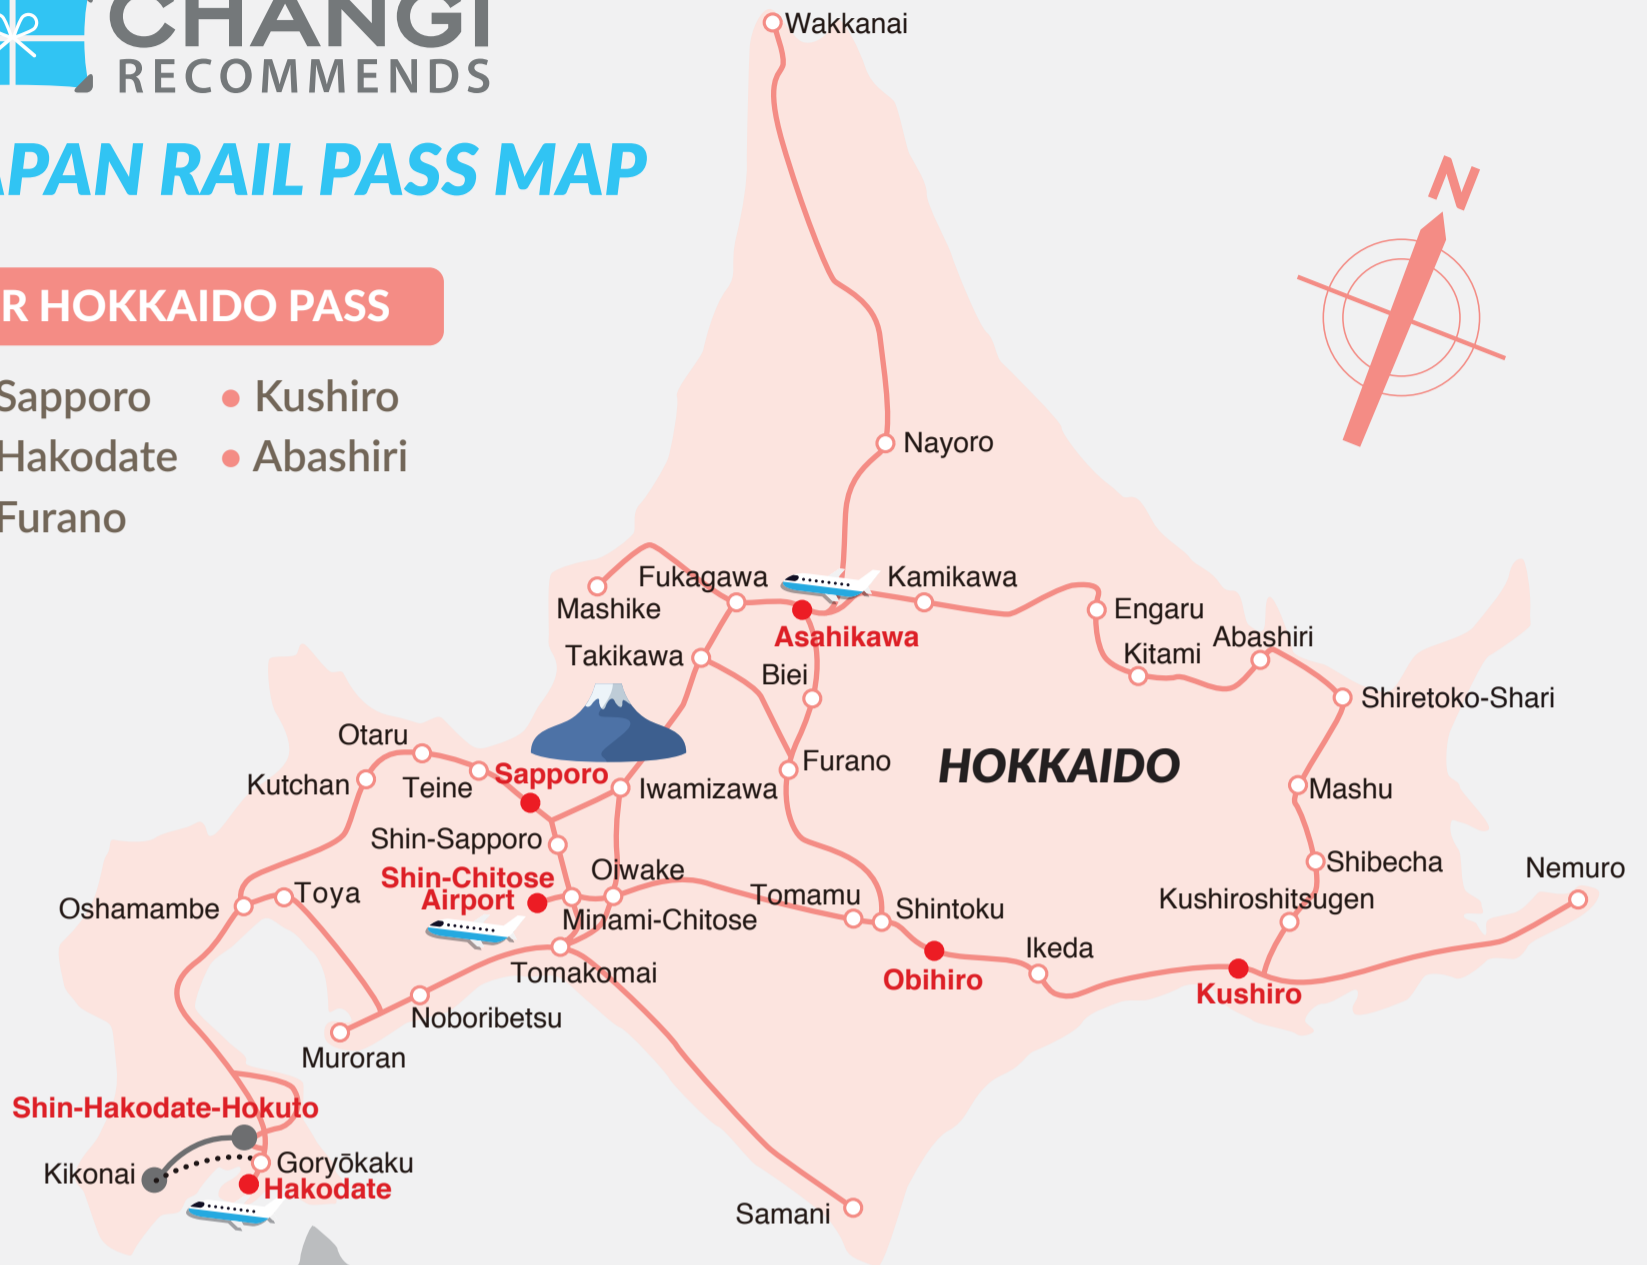 CHANGI
RECOMMENDS
APAN RAIL PASS MAP
R HOKKAIDO PASS
Sapporo
Kushiro
Hakodate
Abashiri
Furano
N
Wakkanai
Nayoro
Fukagawa
Kamikawa
Mashike
Asahikawa
Engaru
Abashiri
Kitami
Takikawa
Biei
Shiretoko-Shari
Otaru
Furano
HOKKAIDO
Kutchan
Teine
Sapporo
Iwamizawa
Mashu
Shin-Sapporo
Oiwake
Shibecha
Nemuro
Shin-Chitose
Airport
Toya
Tomamu
Kushiroshitsugen
Oshamambe
Minami-Chitose
Shintoku
Ikeda
Tomakomai
Obihiro
Kushiro
Noboribetsu
Muroran
Shin-Hakodate-Hokuto
Kikonai
Goryōkaku
Hakodate
Samani